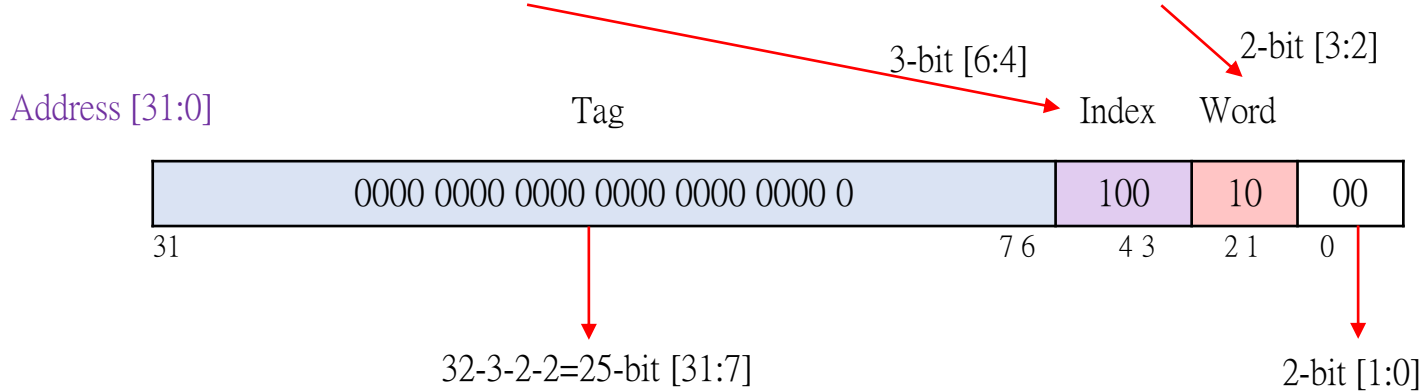 3-bit [6:4]
2-bit [3:2]
Address [31:0]
Tag
Index
Word
0000 0000 0000 0000 0000 0000 0
100
10
00
31
7 6
4 3
2 1
0
32-3-2-2=25-bit [31:7]
2-bit [1:0]